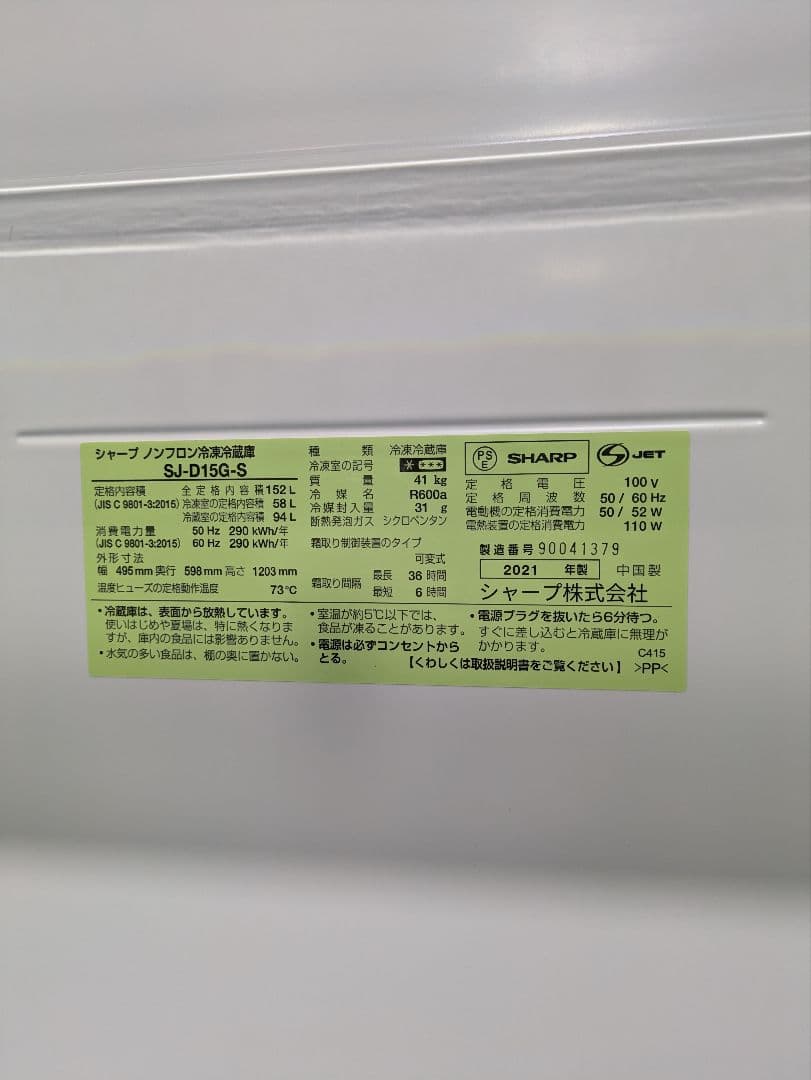 シャープ ノンフロン冷凍冷蔵庫
SJ-D15G-S
定格内容積 全定格内容積 152 L
(JIS C 9801-3:2015) 冷凍室の定格内容積 58 L
冷蔵室の定格内容積 94 L
消費電力量 50 Hz 290 kWh/年
(JIS C 9801-3:2015) 60 Hz 290 kWh/年
外形寸法
幅 495mm 奥行 598mm 高さ 1203mm
温度ヒューズの定格動作温度 73℃
種類 冷凍冷蔵庫
冷凍室の記号 * ***
質量 41 kg
冷媒名 R600a
冷媒封入量 31 g
断熱発泡ガス シクロペンタン
霜取り制御装置のタイプ
可変式
霜取り間隔 最長 36 時間
最短 6 時間
PS
E
SHARP
S JET
定格電圧 100 V
定格周波数 50 / 60 Hz
電動機の定格消費電力 50 / 52 W
電熱装置の定格消費電力 110 W
製造番号 90041379
2021 年製 中国製
シャープ株式会社
・冷蔵庫は、表面から放熱しています。
使いはじめや夏場は、特に熱くなりま
すが、庫内の食品には影響ありません。
・水気の多い食品は、棚の奥に置かない。
・室温が約5℃以下では、
食品が凍ることがあります。
・電源は必ずコンセントから
とる。
・電源プラグを抜いたら6分待つ。
すぐに差し込むと冷蔵庫に無理が
かかります。
C415
【くわしくは取扱説明書をご覧ください】 >PP<